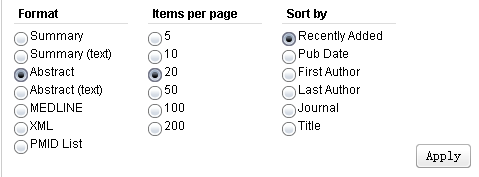 Format
Summary
Summary (text)
Abstract
Abstract (text)
MEDLINE
XML
PMID List
Items per page
5
10
20
50
100
200
Sort by
Recently Added
Pub Date
First Author
Last Author
Journal
Title
Apply